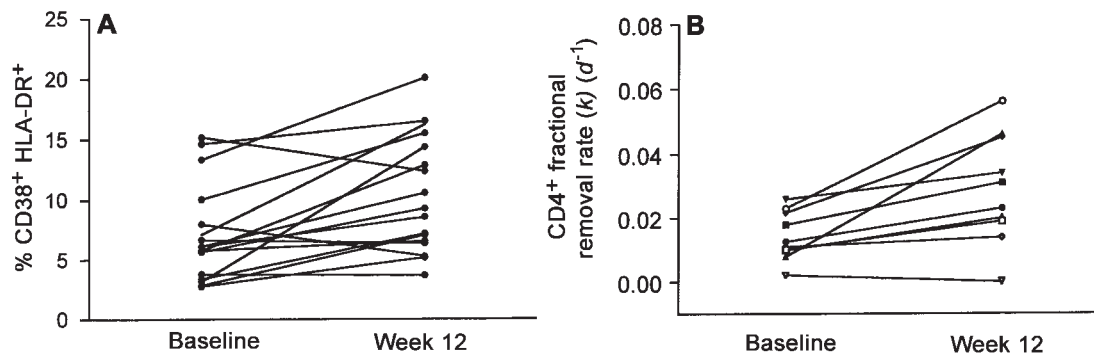 A
% CD38+ HLA-DR+
25
20
15
10
5
0
Baseline
Week 12
B
CD4+ fractional
removal rate (k) (d-1)
0.08
0.06
0.04
0.02
0.00
Baseline
Week 12